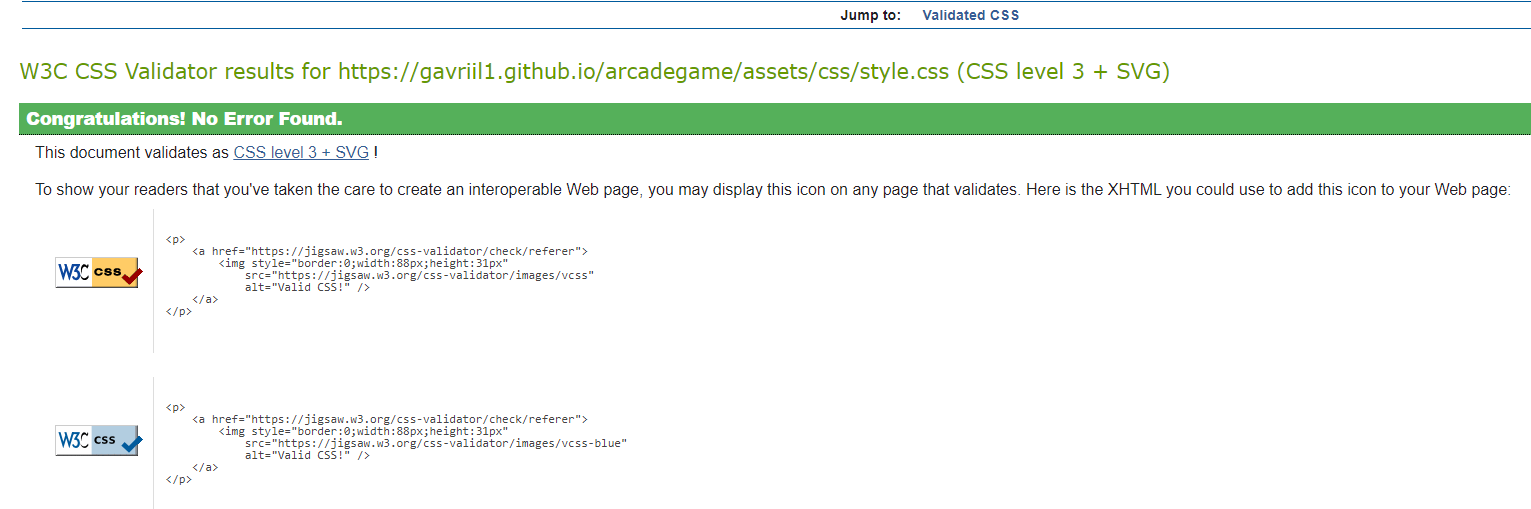 Jump to: Validated CSS
W3C CSS Validator results for https://gavriil1.github.io/arcadegame/assets/css/style.css (CSS level 3 + SVG)
Congratulations! No Error Found.
This document validates as CSS level 3 + SVG !
To show your readers that you've taken the care to create an interoperable Web page, you may display this icon on any page that validates. Here is the XHTML you could use to add this icon to your Web page:
W3C css
<p>
<a href="https://jigsaw.w3.org/css-validator/check/referer">
<img style="border:0;width:88px;height:31px"
src="https://jigsaw.w3.org/css-validator/images/vcss"
alt="Valid CSS!" />
</a>
</p>
W3C css
<p>
<a href="https://jigsaw.w3.org/css-validator/check/referer">
<img style="border:0;width:88px;height:31px"
src="https://jigsaw.w3.org/css-validator/images/vcss-blue"
alt="Valid CSS!" />
</a>
</p>